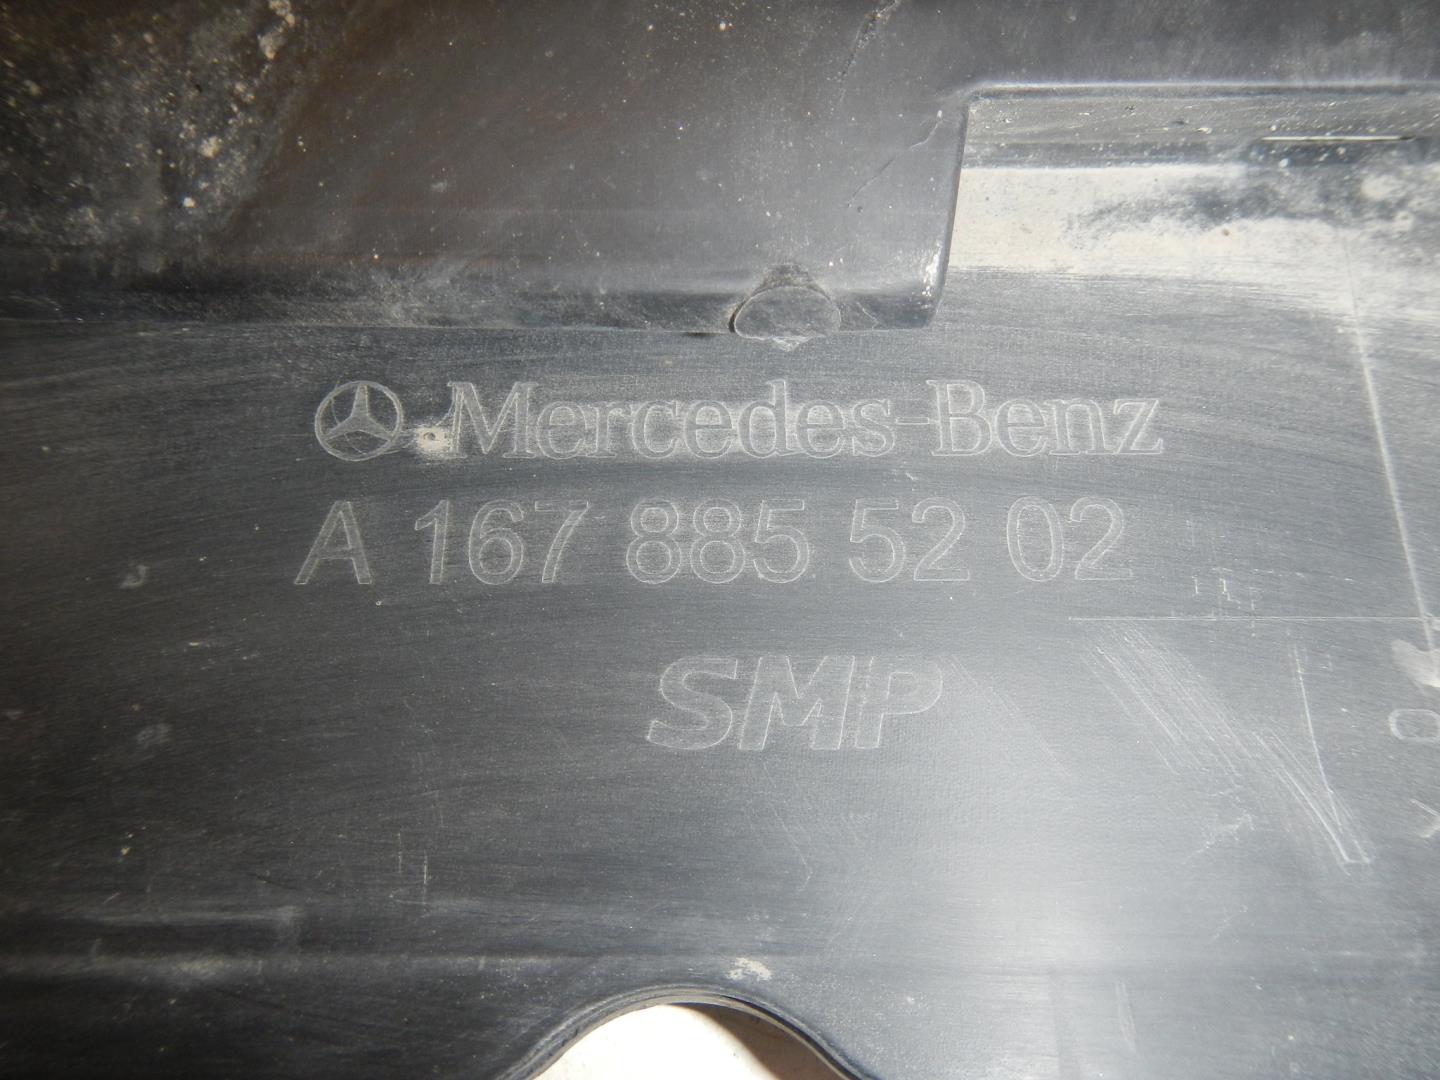 Mercedes-Benz
A 167 885 52 02
SMP